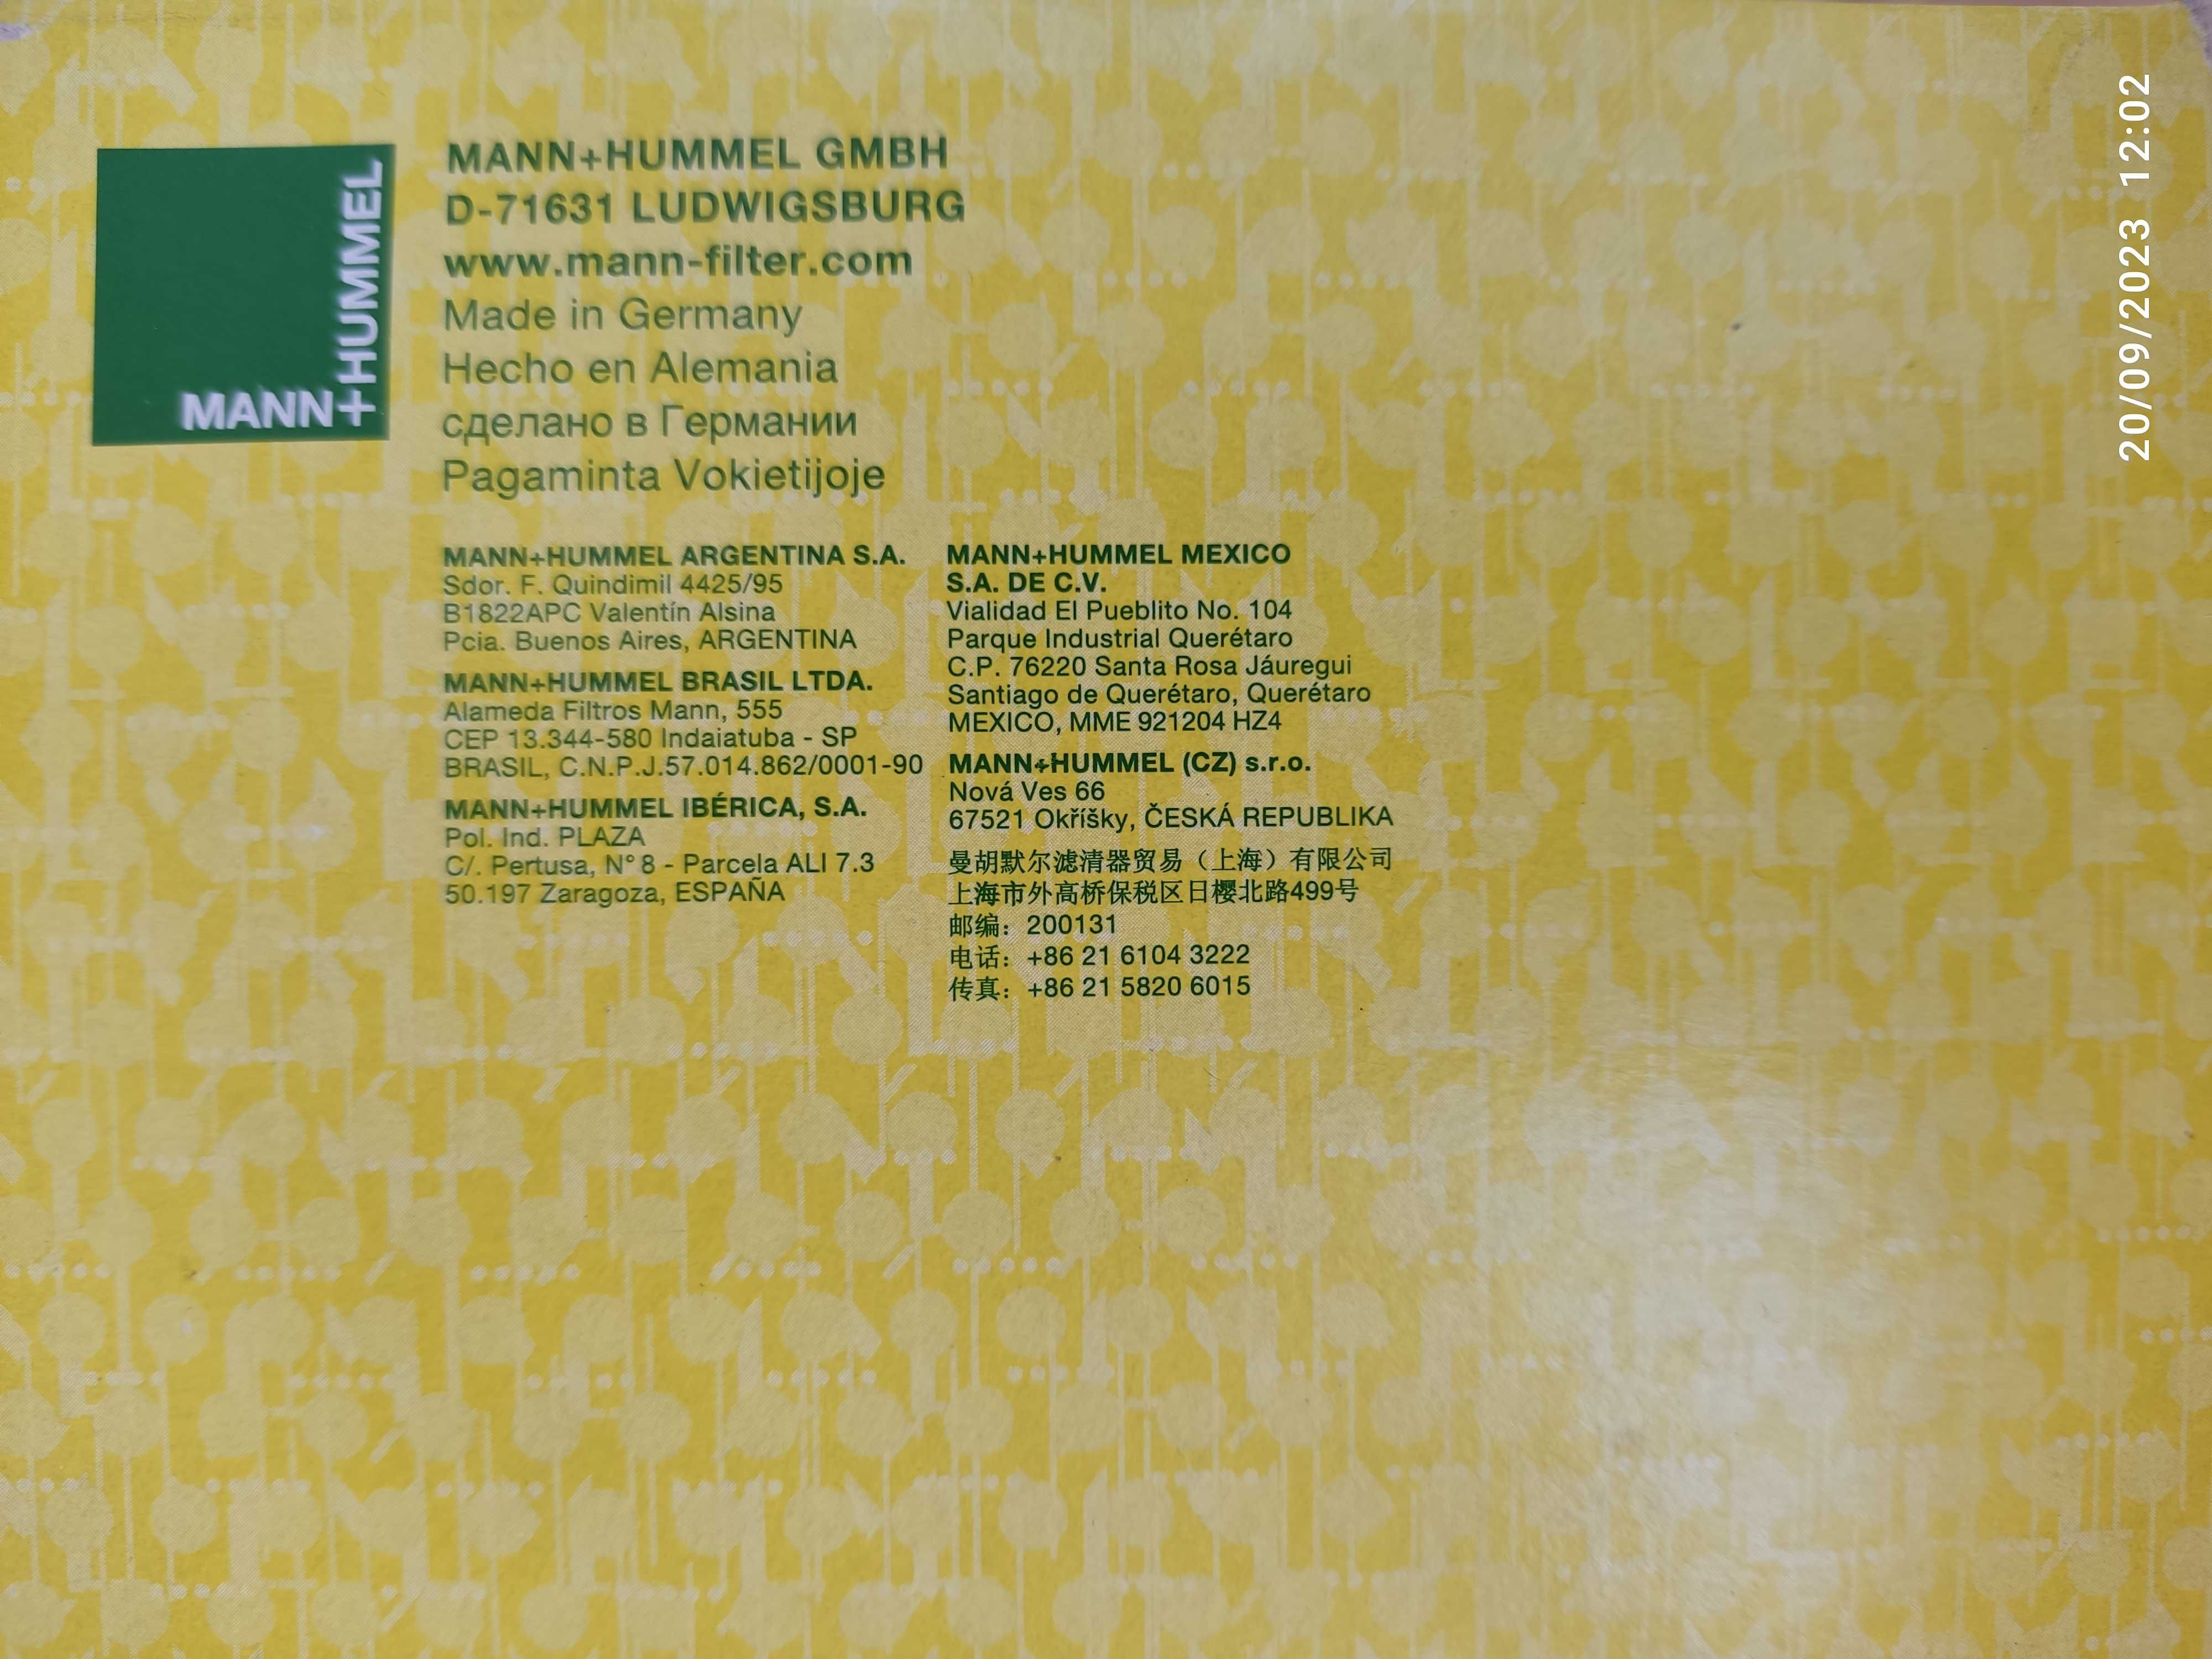 MANN+HUMMEL
MANN+HUMMEL GMBH
D-71631 LUDWIGSBURG
www.mann-filter.com
Made in Germany
Hecho en Alemania
сделано в Германии
Pagaminta Vokietijoje
MANN+HUMMEL ARGENTINA S.A.
Sdor. F. Quindimil 4425/95
B1822APC Valentín Alsina
Pcia. Buenos Aires, ARGENTINA
MANN+HUMMEL BRASIL LTDA.
Alameda Filtros Mann, 555
CEP 13.344-580 Indaiatuba - SP
BRASIL, C.N.P.J.57.014.862/0001-90
MANN+HUMMEL IBÉRICA, S.A.
Pol. Ind. PLAZA
C/. Pertusa, N° 8 - Parcela ALI 7.3
50.197 Zaragoza, ESPAÑA
MANN+HUMMEL MEXICO
S.A. DE C.V.
Vialidad El Pueblito No. 104
Parque Industrial Querétaro
C.P. 76220 Santa Rosa Jáuregui
Santiago de Querétaro, Querétaro
MEXICO, MME 921204 HZ4
MANN+HUMMEL (CZ) s.r.o.
Nová Ves 66
67521 Okříšky, ČESKÁ REPUBLIKA
曼胡默尔滤清器贸易（上海）有限公司
上海市外高桥保税区日樱北路499号
邮编：200131
电话：+86 21 6104 3222
传真：+86 21 5820 6015
20/09/2023 12:02